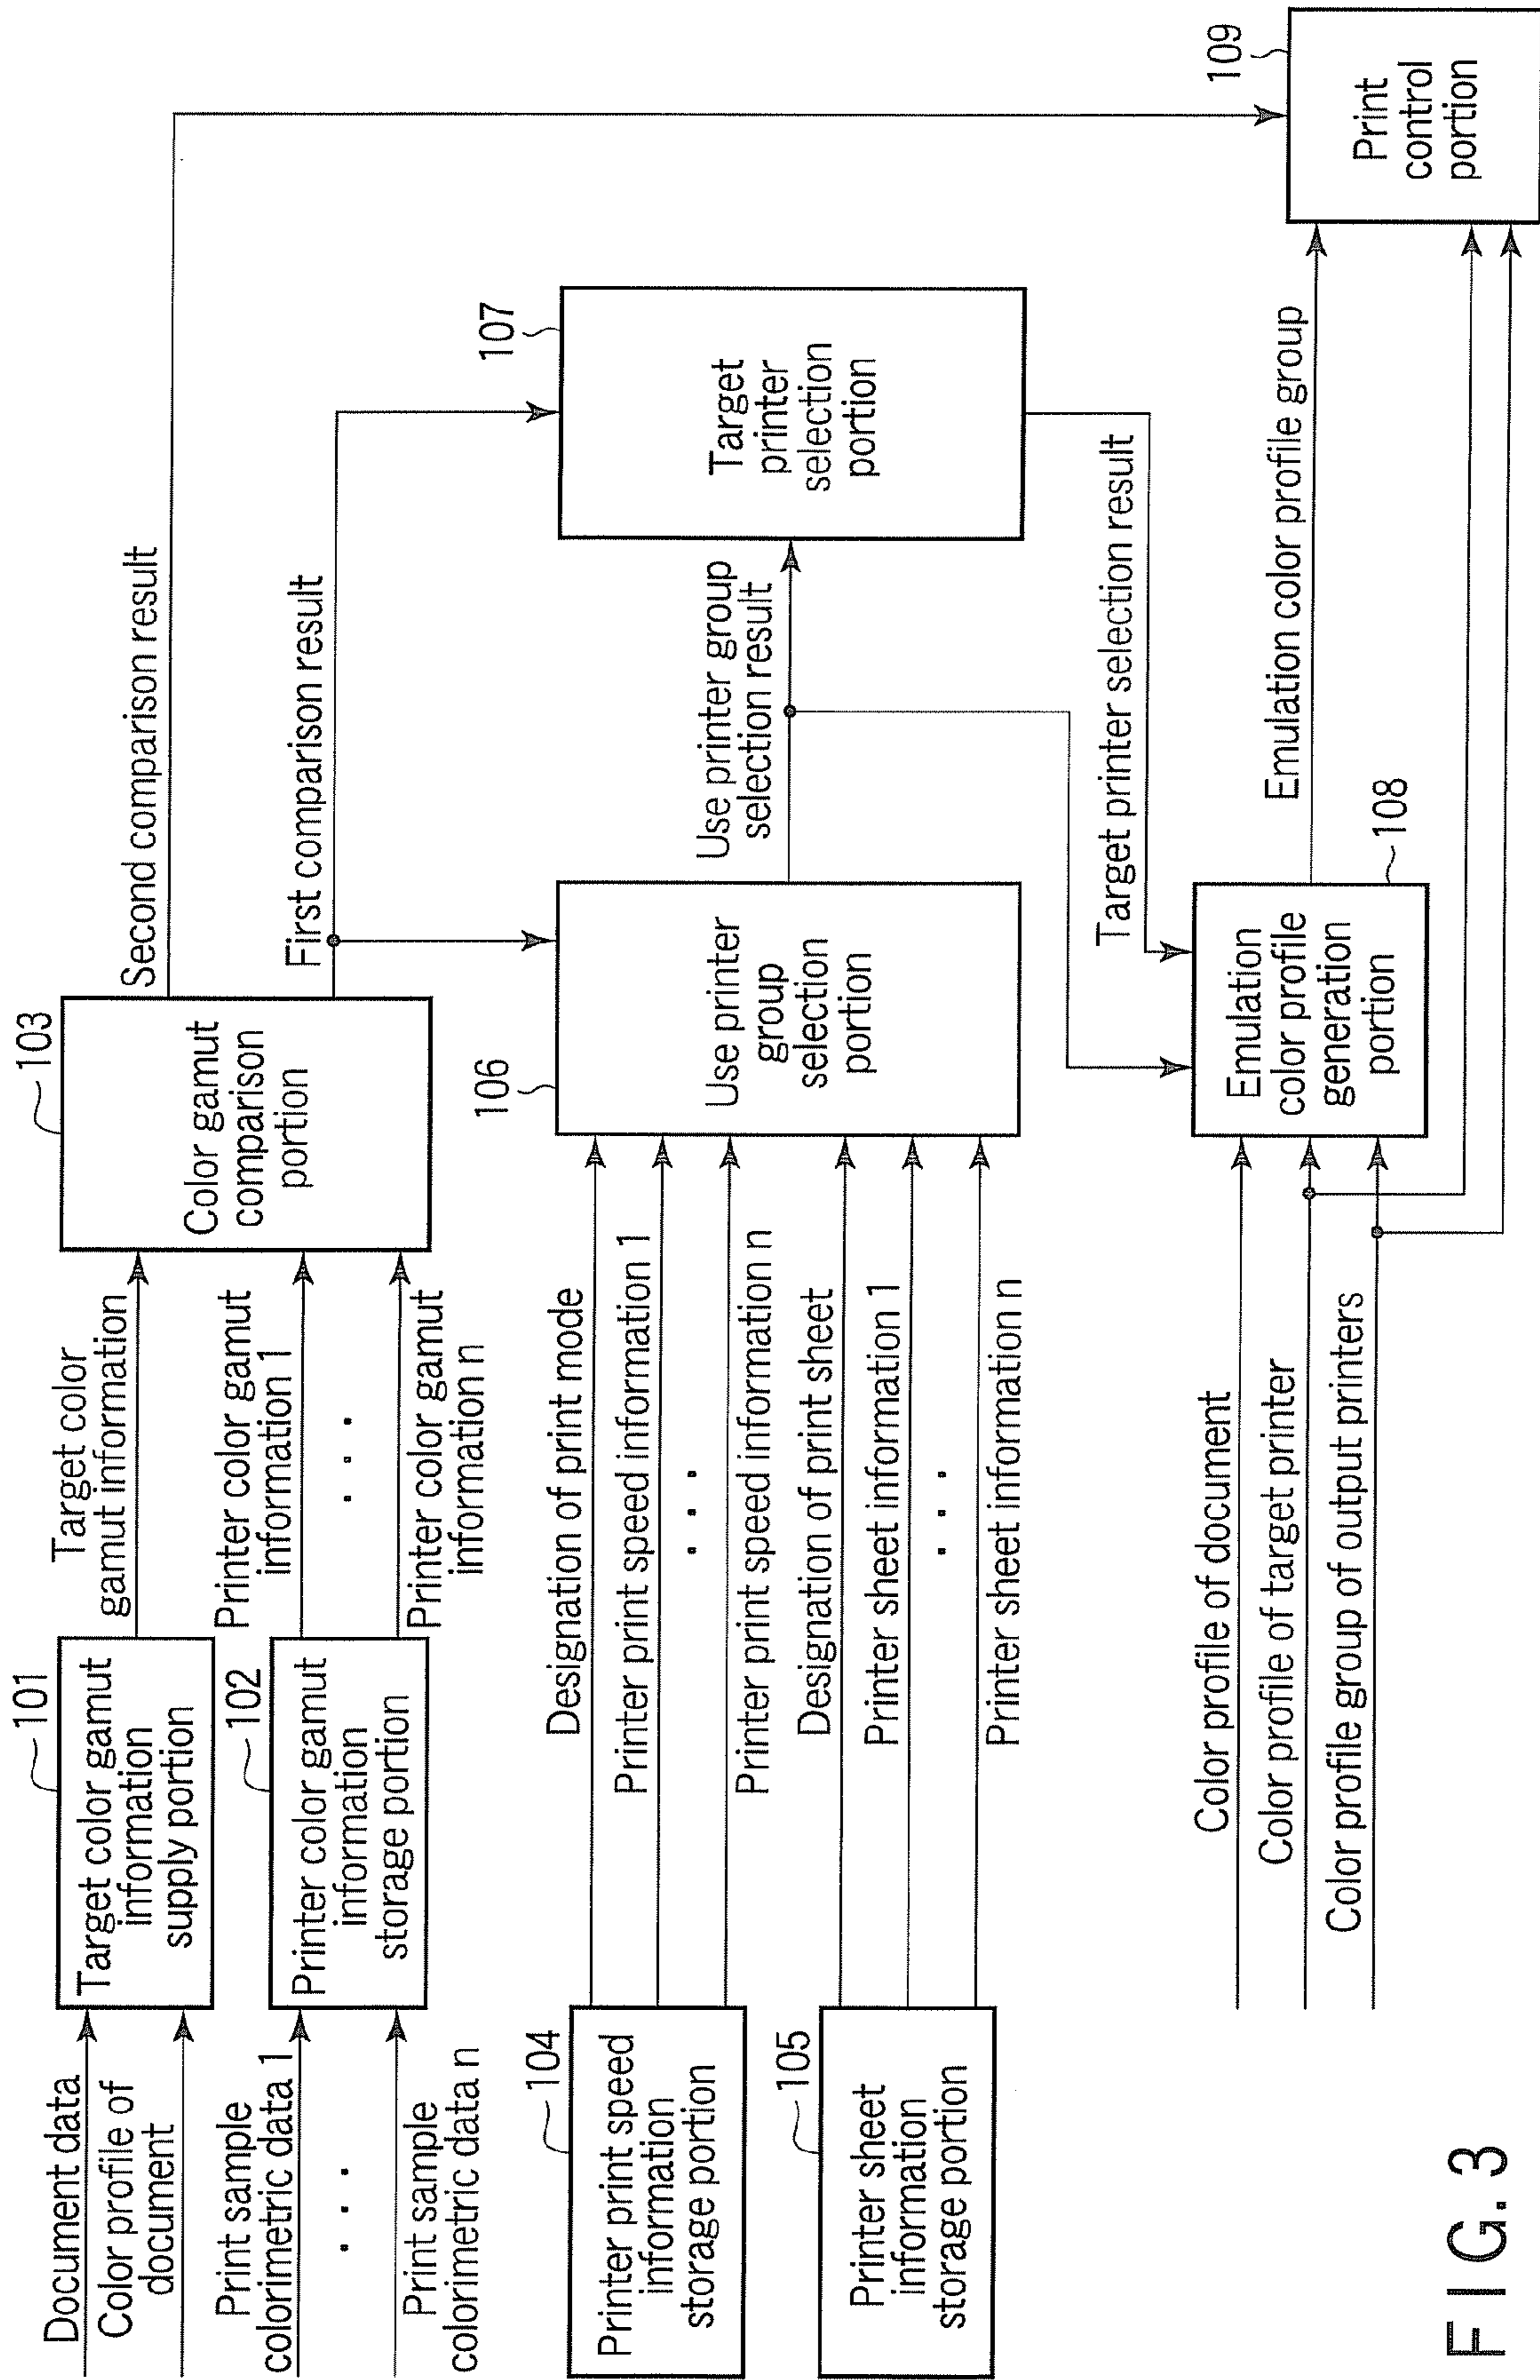 Document data
Color profile of
document
Print sample
colorimetric data 1
. . .
Print sample
colorimetric data n
101
Target color gamut
information
supply portion
102
Printer color gamut
information
storage portion
Target color
gamut information
Printer color gamut
information 1
. . .
Printer color gamut
information n
103
Color gamut
comparison
portion
Second comparison result
First comparison result
104
Printer print speed
information
storage portion
105
Printer sheet
information
storage portion
Designation of print mode
Printer print speed information 1
. . .
Printer print speed information n
Designation of print sheet
Printer sheet information 1
. . .
Printer sheet information n
106
Use printer
group
selection
portion
Use printer group
selection result
107
Target
printer
selection
portion
Target printer selection result
Color profile of document
Color profile of target printer
Color profile group of output printers
Emulation
color profile
generation
portion
108
Emulation color profile group
109
Print
control
portion
FIG. 3